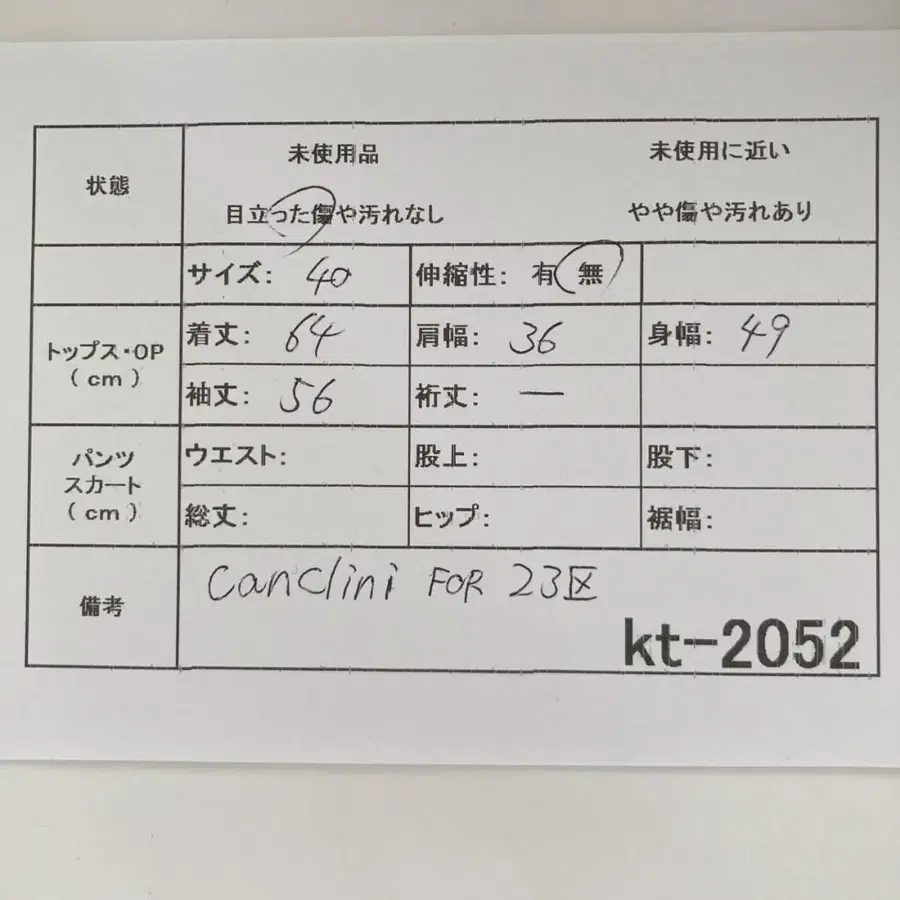 状態
未使用品 未使用に近い
目立った傷や汚れなし やや傷や汚れあり
サイズ: 40 伸縮性: 有 無
トップス・OP
(cm)
着丈: 64 肩幅: 36 身幅: 49
袖丈: 56 裄丈: ー
パンツ
スカート
(cm)
ウエスト: 股上: 股下:
総丈: ヒップ: 裾幅:
備考
Canclini FOR 23区
kt-2052